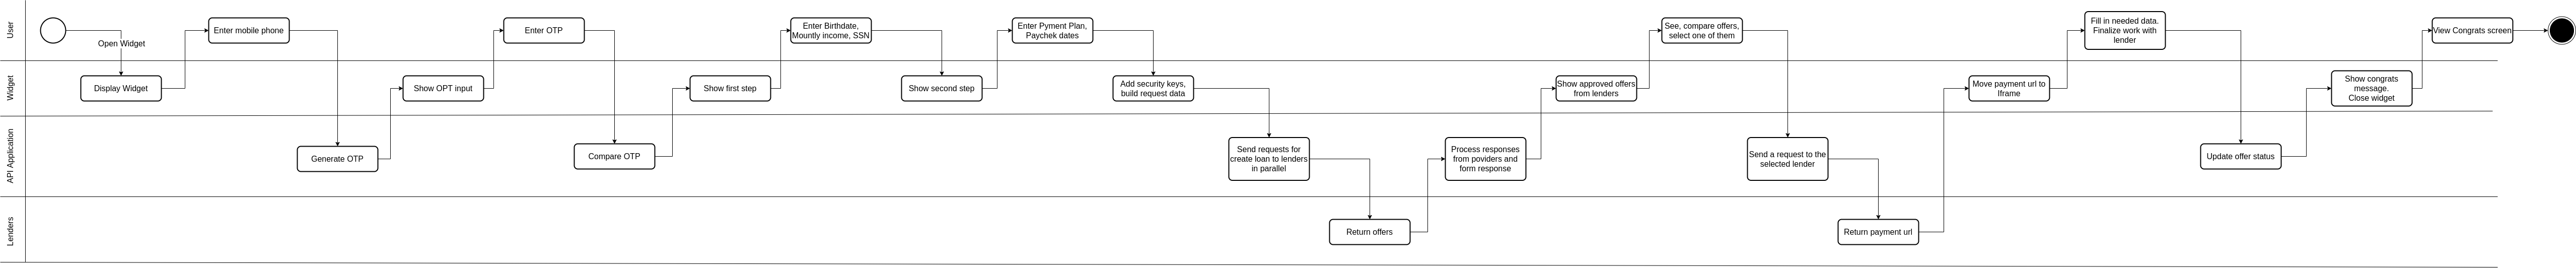 User
Open Widget
Enter mobile phone
Enter OTP
Enter Birthdate,
Mountly income, SSN
Enter Pyment Plan,
Paychek dates
See, compare offers,
select one of them
Fill in needed data.
Finalize work with
lender
View Congrats screen
Widget
Display Widget
Show OPT input
Show first step
Show second step
Add security keys,
build request data
Show approved offers
from lenders
Move payment url to
Iframe
Show congrats
message.
Close widget
API Application
Generate OTP
Compare OTP
Send requests for
create loan to lenders
in parallel
Process responses
from poviders and
form response
Send a request to the
selected lender
Update offer status
Lenders
Return offers
Return payment url